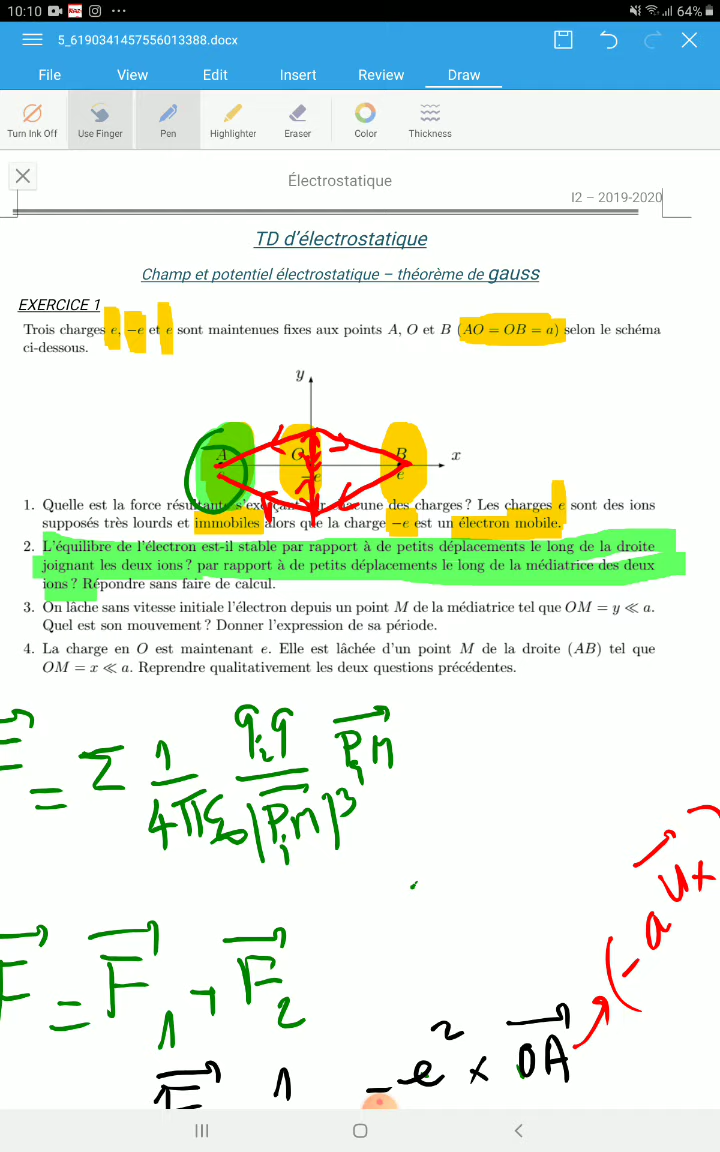 10:10 64%
5_6190341457556013388.docx
File View Edit Insert Review Draw
Turn Ink Off Use Finger Pen Highlighter Eraser Color Thickness
Électrostatique
I2 – 2019-2020
TD d'électrostatique
Champ et potentiel électrostatique – théorème de gauss
EXERCICE 1
Trois charges e, −e et e sont maintenues fixes aux points A, O et B (AO = OB = a) selon le schéma
ci-dessous.
y
A O B x
−e e
1. Quelle est la force résultante s'exerçant sur chacune des charges ? Les charges e sont des ions
supposés très lourds et immobiles alors que la charge −e est un électron mobile.
2. L'équilibre de l'électron est-il stable par rapport à de petits déplacements le long de la droite
joignant les deux ions ? par rapport à de petits déplacements le long de la médiatrice des deux
ions ? Répondre sans faire de calcul.
3. On lâche sans vitesse initiale l'électron depuis un point M de la médiatrice tel que OM = y ≪ a.
Quel est son mouvement ? Donner l'expression de sa période.
4. La charge en O est maintenant e. Elle est lâchée d'un point M de la droite (AB) tel que
OM = x ≪ a. Reprendre qualitativement les deux questions précédentes.
F = Σ 1/4πε0 qiq/|PiM|³ PiM
(-a ux
F = F1 + F2
-e² × OA
F 1